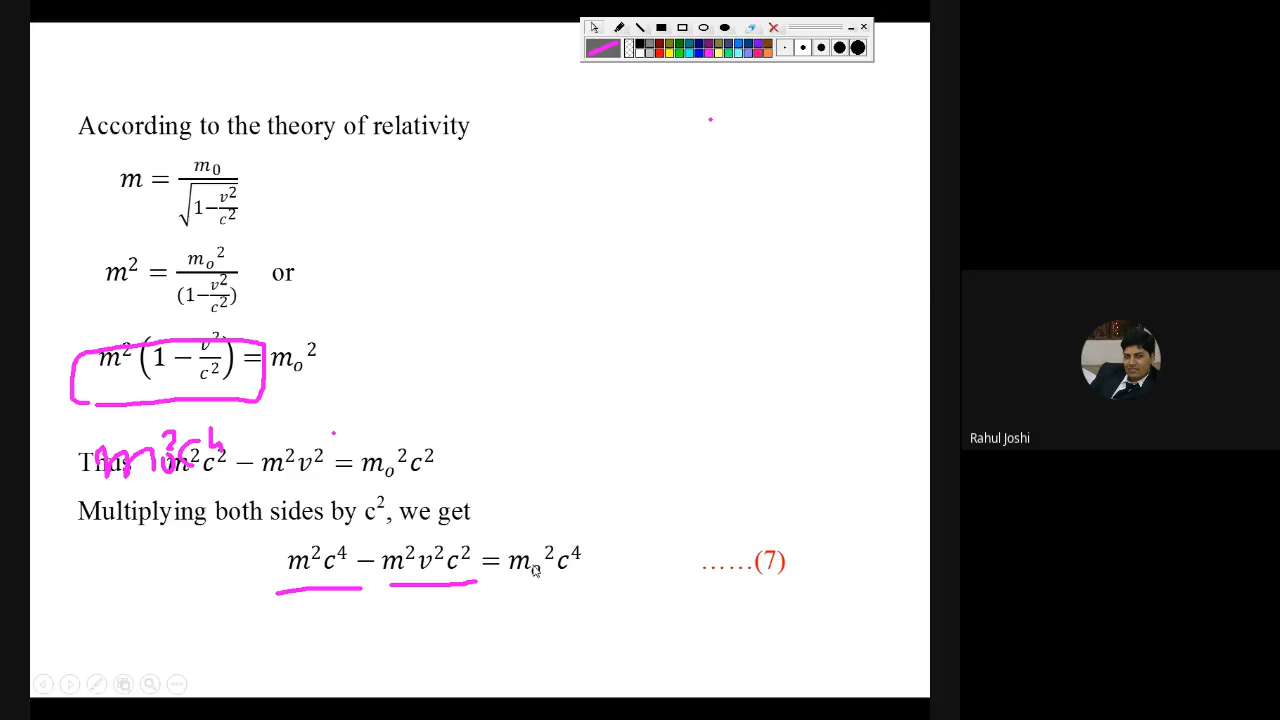 According to the theory of relativity
m = m₀ / √(1−v²/c²)
m² = mₒ² / (1−v²/c²) or
m² (1 − v²/c²) = mₒ²
m₀²c⁴
Thus m²c² − m²v² = mₒ²c²
Multiplying both sides by c², we get
m²c⁴ − m²v²c² = mₒ²c⁴ ……(7)
Rahul Joshi